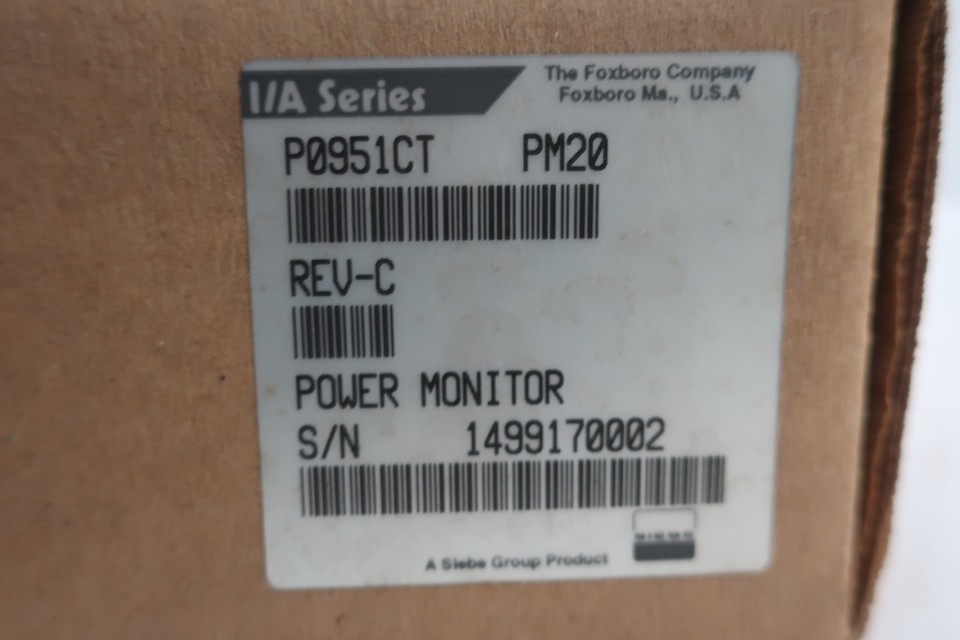 I/A Series
The Foxboro Company
Foxboro Ma., U.S.A
P0951CT PM20
REV-C
POWER MONITOR
S/N 1499170002
A Siebe Group Product